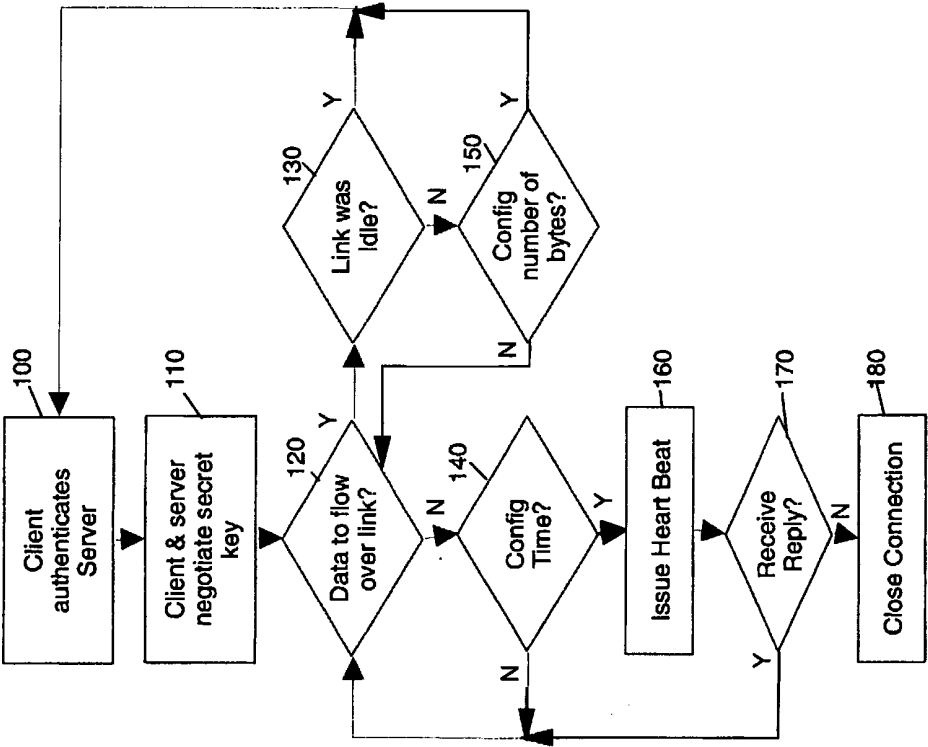 100
Client
authenticates
Server
110
Client & server
negotiate secret
key
120
Data to flow
over link?
Y
N
130
Link was
Idle?
Y
N
140
Config
Time?
N
Y
150
Config
number of
bytes?
N
Y
160
Issue Heart Beat
170
Receive
Reply?
Y
N
180
Close Connection